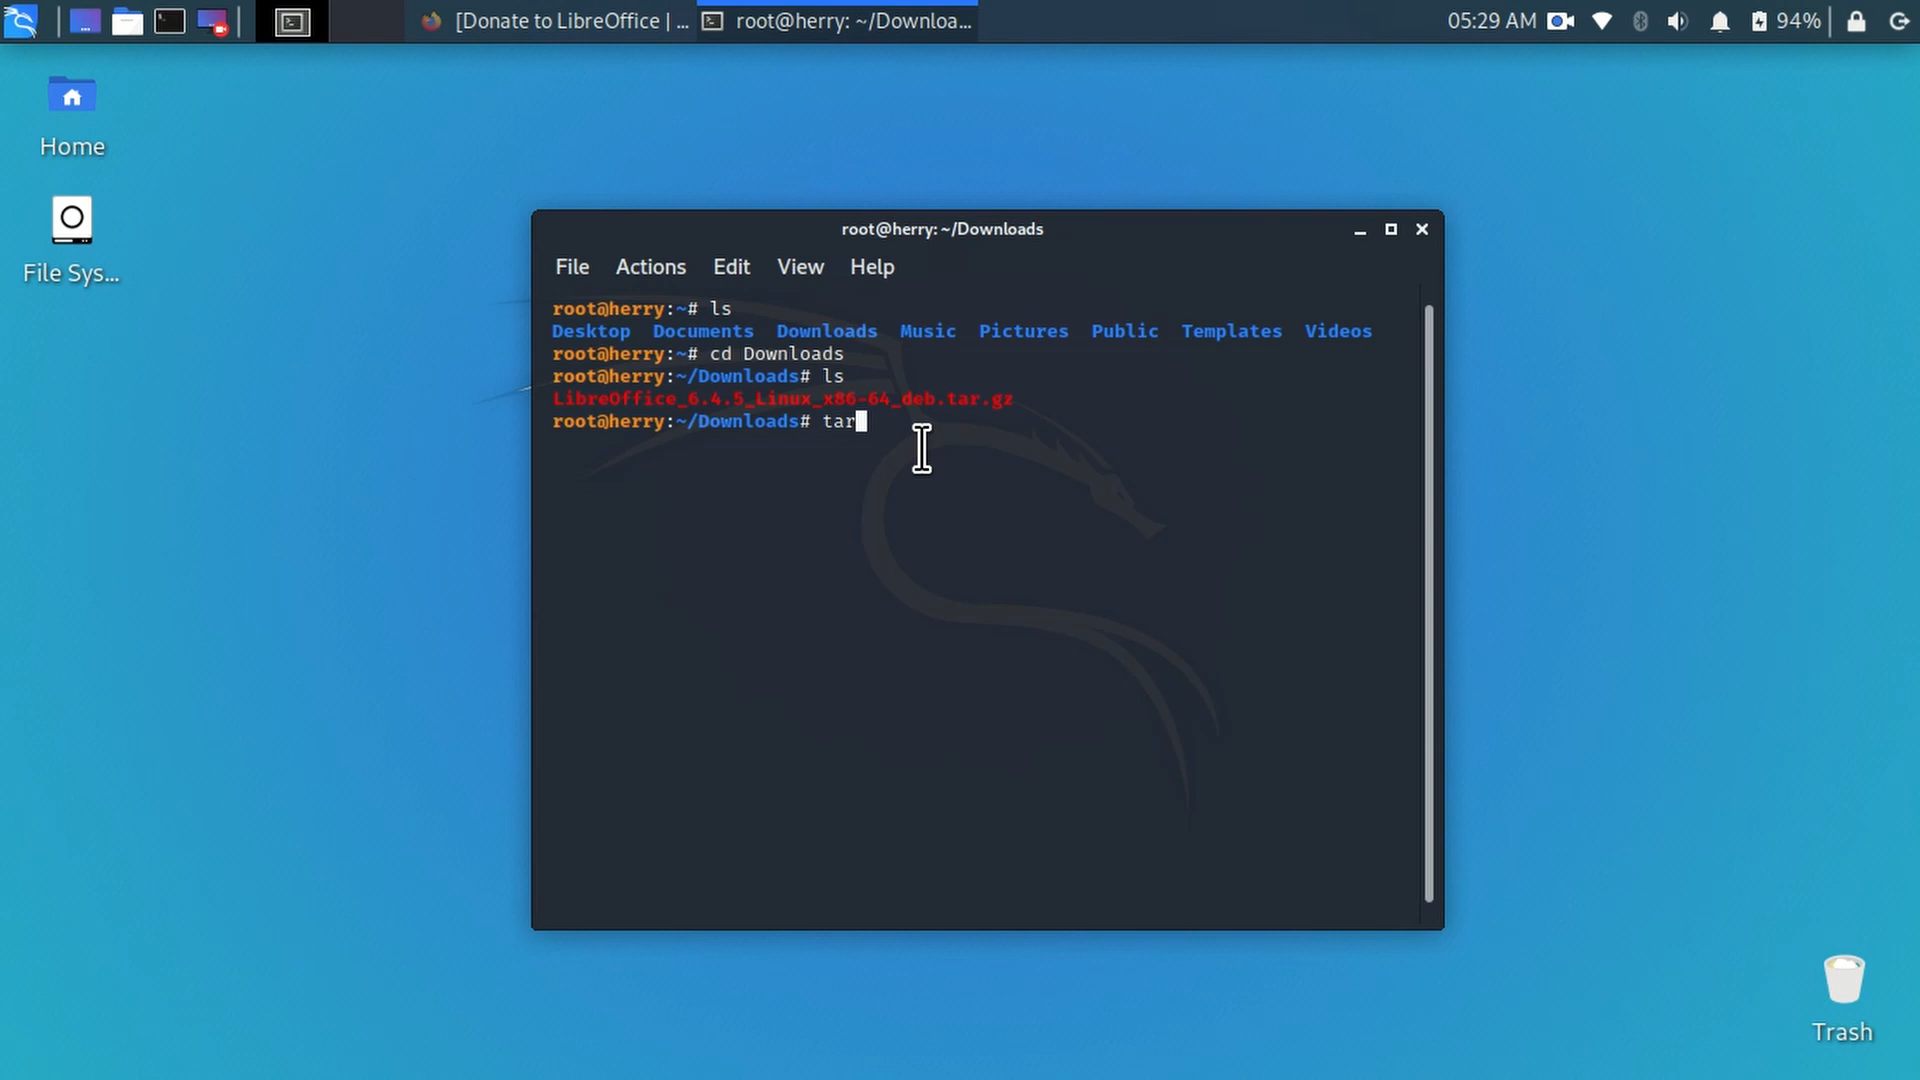 [Donate to LibreOffice | ...
root@herry: ~/Downloa...
05:29 AM
94%
Home
File Sys...
root@herry: ~/Downloads
File Actions Edit View Help
root@herry:~# ls
Desktop Documents Downloads Music Pictures Public Templates Videos
root@herry:~# cd Downloads
root@herry:~/Downloads# ls
LibreOffice_6.4.5_Linux_x86-64_deb.tar.gz
root@herry:~/Downloads# tar
Trash